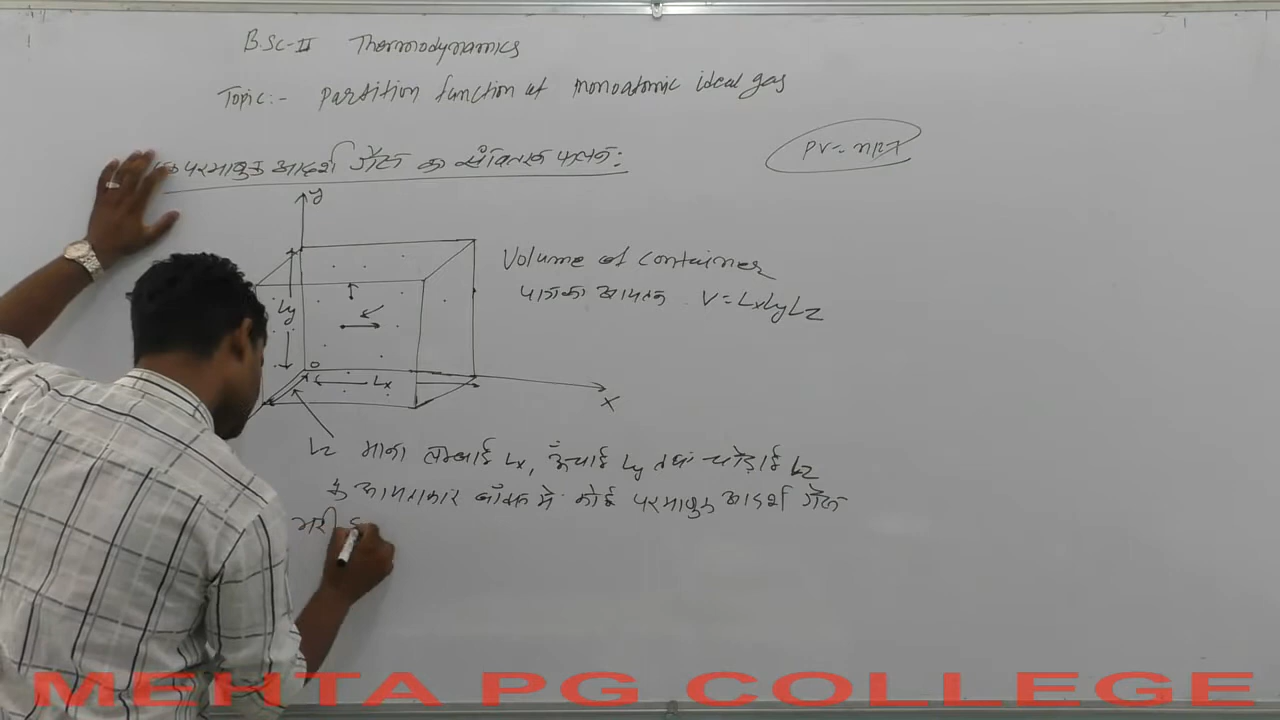 B.Sc-II Thermodynamics
Topic:- Partition function of monoatomic ideal gas
परमाणुक आदर्श गैस का संवितरण फलन:
PV=nRT
y
Volume of container
पात्र का आयतन V=LxLyLz
Ly
O
Lx
X
Lz माना लम्बाई Lx, ऊँचाई Ly तथा चौड़ाई Lz
के आयताकार बॉक्स में कोई परमाणुक आदर्श गैस
भरी
MEHTA PG COLLEGE